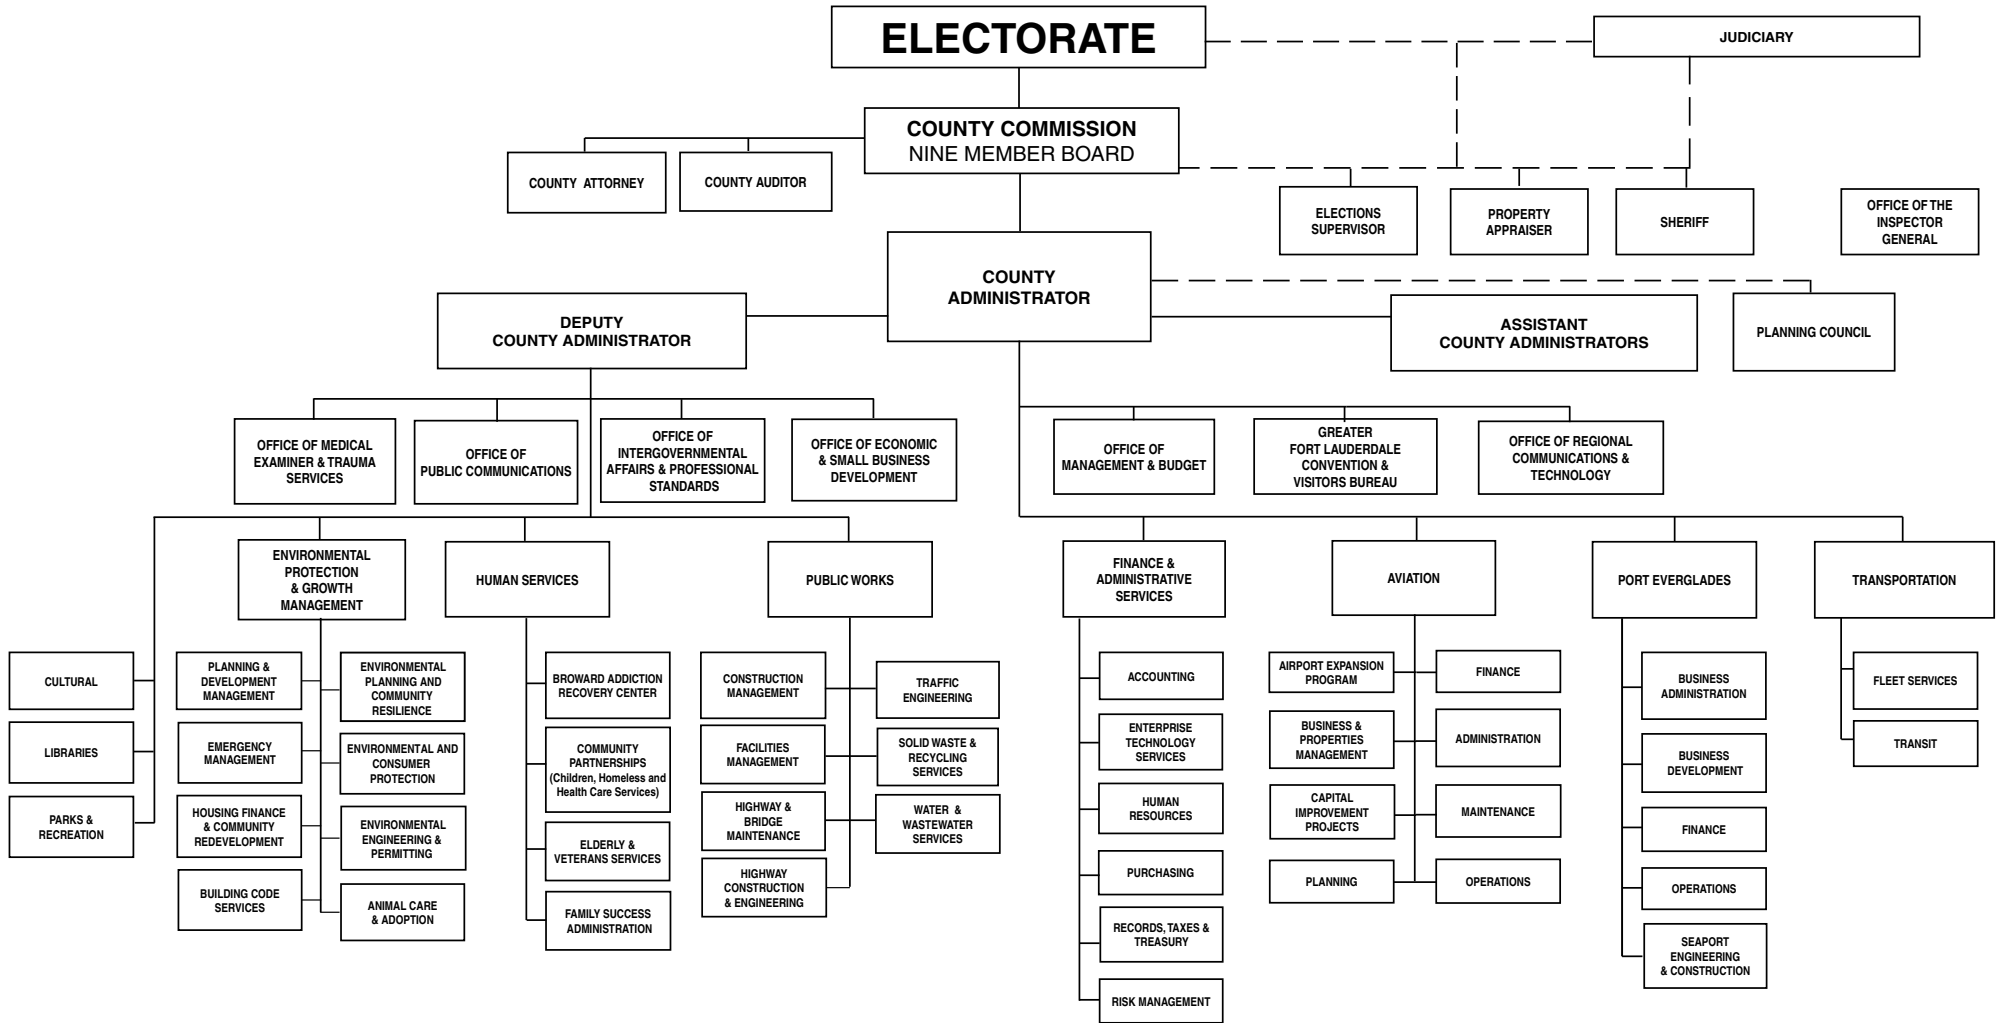 ELECTORATE
JUDICIARY
COUNTY COMMISSION
NINE MEMBER BOARD
COUNTY ATTORNEY
COUNTY AUDITOR
ELECTIONS
SUPERVISOR
PROPERTY
APPRAISER
SHERIFF
OFFICE OF THE
INSPECTOR
GENERAL
COUNTY
ADMINISTRATOR
DEPUTY
COUNTY ADMINISTRATOR
ASSISTANT
COUNTY ADMINISTRATORS
PLANNING COUNCIL
OFFICE OF MEDICAL
EXAMINER & TRAUMA
SERVICES
OFFICE OF
PUBLIC COMMUNICATIONS
OFFICE OF
INTERGOVERNMENTAL
AFFAIRS & PROFESSIONAL
STANDARDS
OFFICE OF ECONOMIC
& SMALL BUSINESS
DEVELOPMENT
OFFICE OF
MANAGEMENT & BUDGET
GREATER
FORT LAUDERDALE
CONVENTION &
VISITORS BUREAU
OFFICE OF REGIONAL
COMMUNICATIONS &
TECHNOLOGY
ENVIRONMENTAL
PROTECTION
& GROWTH
MANAGEMENT
HUMAN SERVICES
PUBLIC WORKS
FINANCE &
ADMINISTRATIVE
SERVICES
AVIATION
PORT EVERGLADES
TRANSPORTATION
CULTURAL
LIBRARIES
PARKS &
RECREATION
PLANNING &
DEVELOPMENT
MANAGEMENT
EMERGENCY
MANAGEMENT
HOUSING FINANCE
& COMMUNITY
REDEVELOPMENT
BUILDING CODE
SERVICES
ENVIRONMENTAL
PLANNING AND
COMMUNITY
RESILIENCE
ENVIRONMENTAL AND
CONSUMER
PROTECTION
ENVIRONMENTAL
ENGINEERING &
PERMITTING
ANIMAL CARE
& ADOPTION
BROWARD ADDICTION
RECOVERY CENTER
COMMUNITY
PARTNERSHIPS
(Children, Homeless and
Health Care Services)
ELDERLY &
VETERANS SERVICES
FAMILY SUCCESS
ADMINISTRATION
CONSTRUCTION
MANAGEMENT
FACILITIES
MANAGEMENT
HIGHWAY &
BRIDGE
MAINTENANCE
HIGHWAY
CONSTRUCTION
& ENGINEERING
TRAFFIC
ENGINEERING
SOLID WASTE &
RECYCLING
SERVICES
WATER &
WASTEWATER
SERVICES
ACCOUNTING
ENTERPRISE
TECHNOLOGY
SERVICES
HUMAN
RESOURCES
PURCHASING
RECORDS, TAXES &
TREASURY
RISK MANAGEMENT
AIRPORT EXPANSION
PROGRAM
BUSINESS &
PROPERTIES
MANAGEMENT
CAPITAL
IMPROVEMENT
PROJECTS
PLANNING
FINANCE
ADMINISTRATION
MAINTENANCE
OPERATIONS
BUSINESS
ADMINISTRATION
BUSINESS
DEVELOPMENT
FINANCE
OPERATIONS
SEAPORT
ENGINEERING
& CONSTRUCTION
FLEET SERVICES
TRANSIT